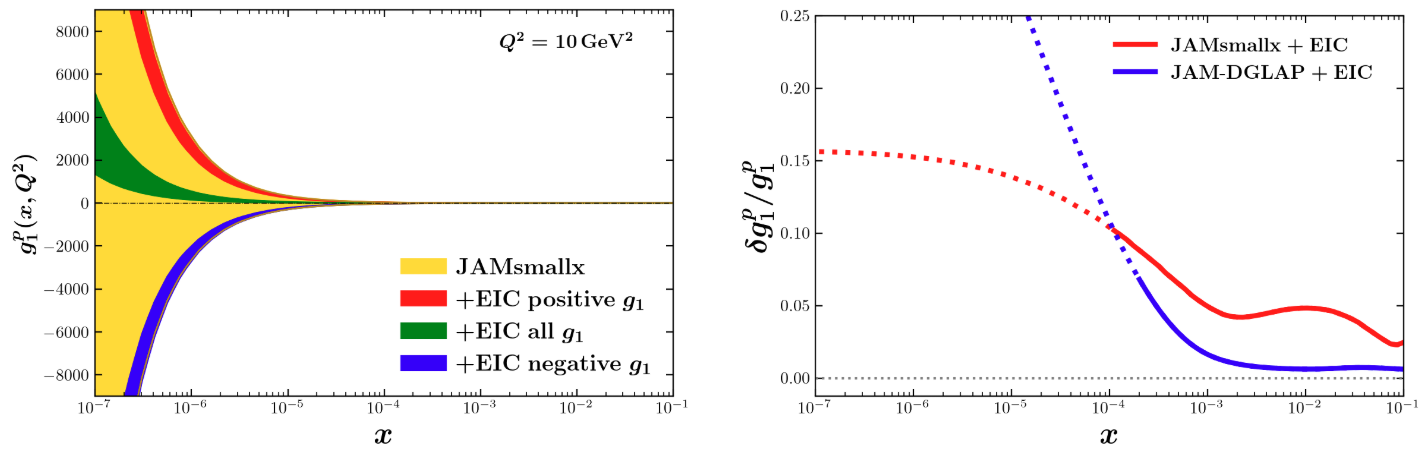 8000
6000
4000
2000
0
−2000
−4000
−6000
−8000
g₁ᵖ(x, Q²)
Q² = 10 GeV²
JAMsmallx
+EIC positive g₁
+EIC all g₁
+EIC negative g₁
10⁻⁷ 10⁻⁶ 10⁻⁵ 10⁻⁴ 10⁻³ 10⁻² 10⁻¹
x
0.25
0.20
0.15
0.10
0.05
0.00
δg₁ᵖ/g₁ᵖ
JAMsmallx + EIC
JAM-DGLAP + EIC
10⁻⁷ 10⁻⁶ 10⁻⁵ 10⁻⁴ 10⁻³ 10⁻² 10⁻¹
x